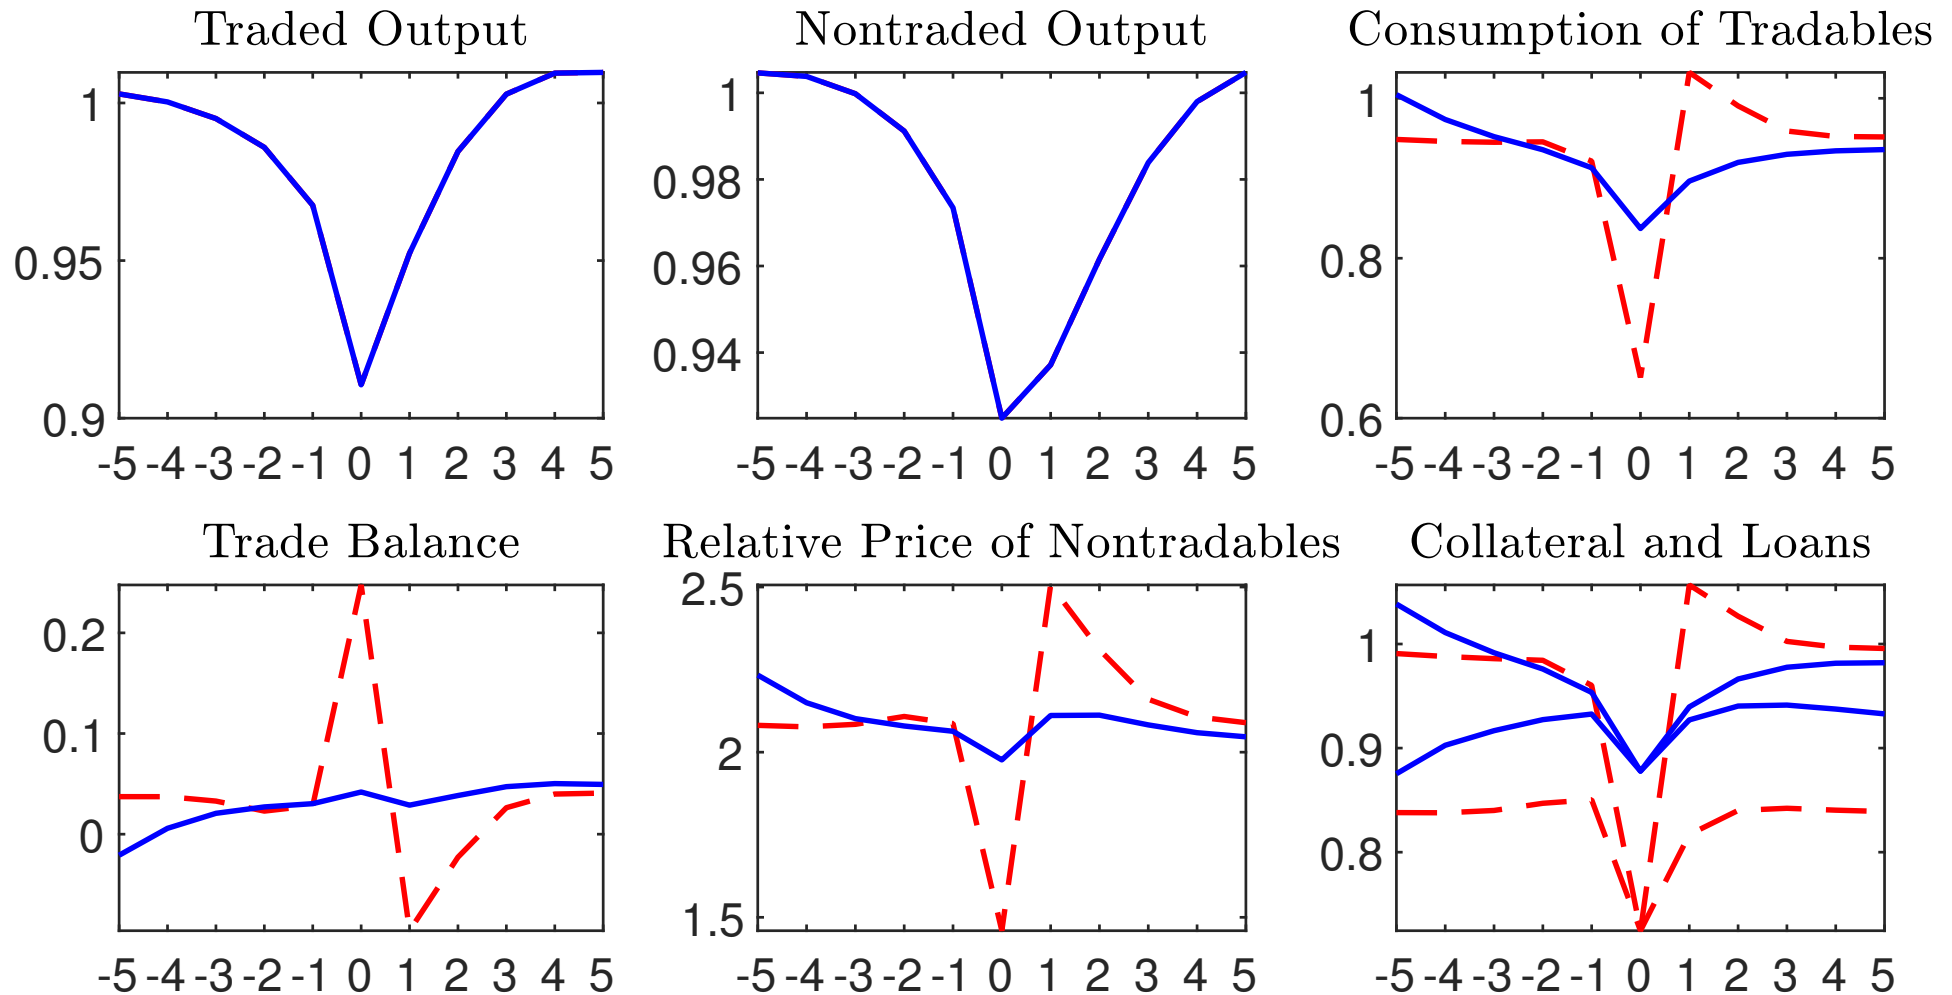 Traded Output
1
0.95
0.9
-5 -4 -3 -2 -1 0 1 2 3 4 5
Nontraded Output
1
0.98
0.96
0.94
-5 -4 -3 -2 -1 0 1 2 3 4 5
Consumption of Tradables
1
0.8
0.6
-5 -4 -3 -2 -1 0 1 2 3 4 5
Trade Balance
0.2
0.1
0
-5 -4 -3 -2 -1 0 1 2 3 4 5
Relative Price of Nontradables
2.5
2
1.5
-5 -4 -3 -2 -1 0 1 2 3 4 5
Collateral and Loans
1
0.9
0.8
-5 -4 -3 -2 -1 0 1 2 3 4 5